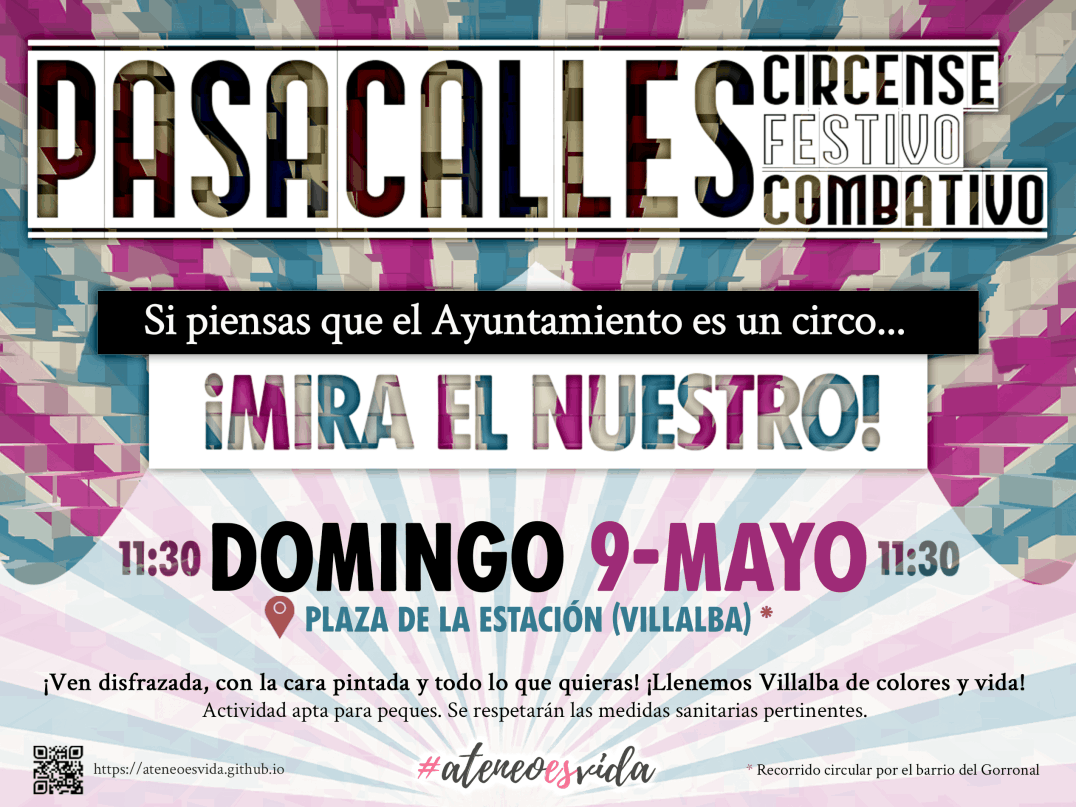 PASACALLES
CIRCENSE
FESTIVO
COMBATIVO
Si piensas que el Ayuntamiento es un circo...
¡MIRA EL NUESTRO!
11:30 DOMINGO 9-MAYO 11:30
PLAZA DE LA ESTACIÓN (VILLALBA) *
¡Ven disfrazada, con la cara pintada y todo lo que quieras! ¡Llenemos Villalba de colores y vida!
Actividad apta para peques. Se respetarán las medidas sanitarias pertinentes.
https://ateneoesvida.github.io
#ateneoesvida
* Recorrido circular por el barrio del Gorronal